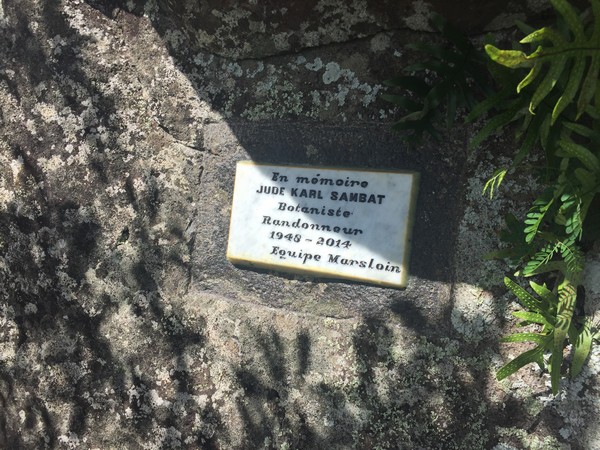 En mémoire
JUDE KARL SAMBAT
Botaniste
Randonneur
1948 - 2014
Equipe Marsloin